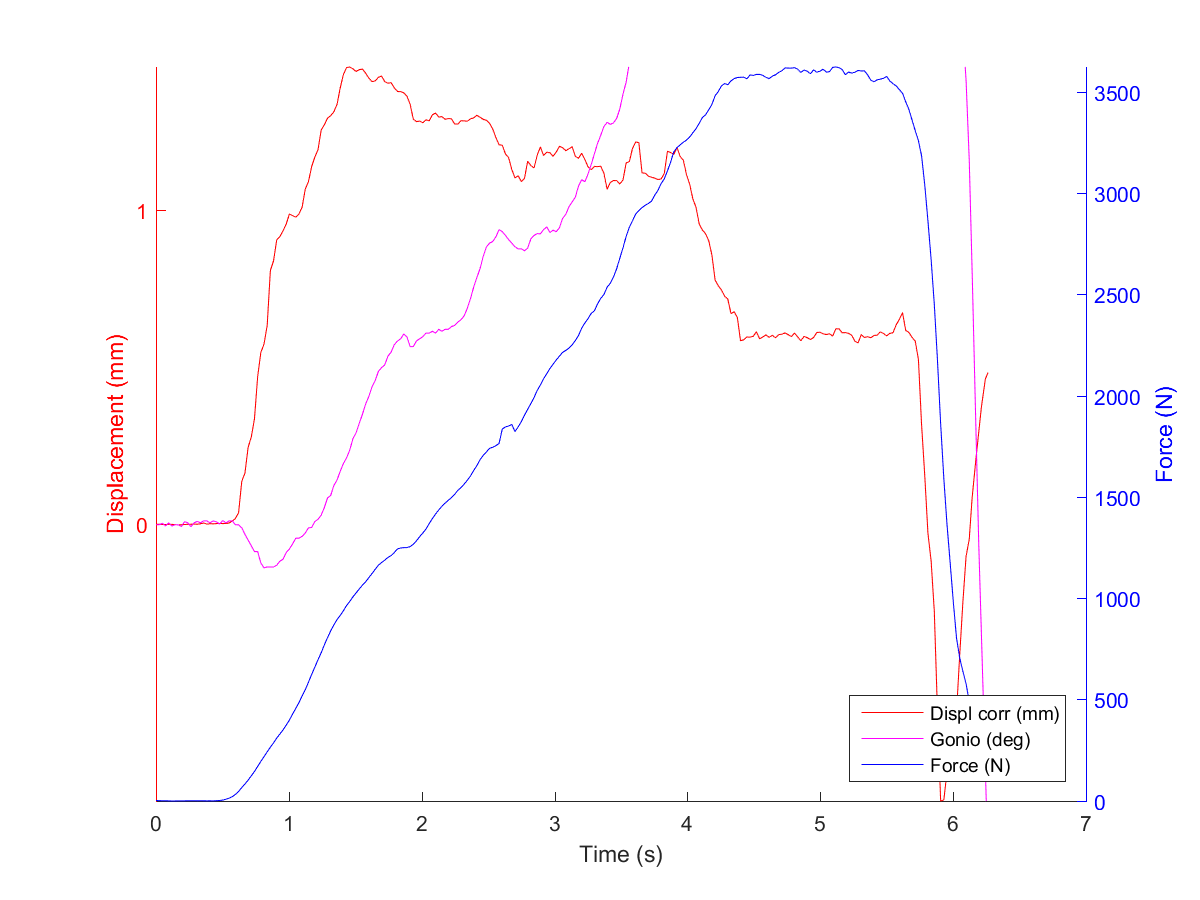 Displacement (mm)
1
0
3500
3000
2500
2000
1500
1000
500
0
Force (N)
Displ corr (mm)
Gonio (deg)
Force (N)
0 1 2 3 4 5 6 7
Time (s)